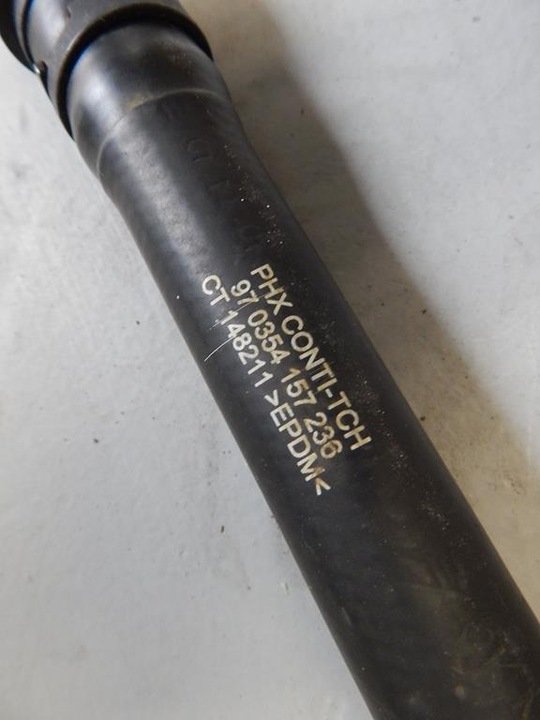 PHX CONTI-TCH
97 0354 157 236
CT 148211 >EPDM<